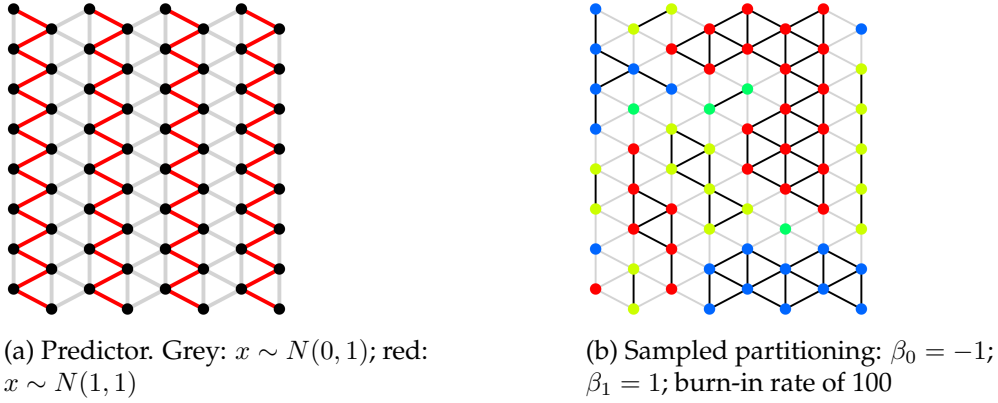 (a) Predictor. Grey: x ∼ N(0, 1); red:
x ∼ N(1, 1)
(b) Sampled partitioning: β₀ = −1;
β₁ = 1; burn-in rate of 100